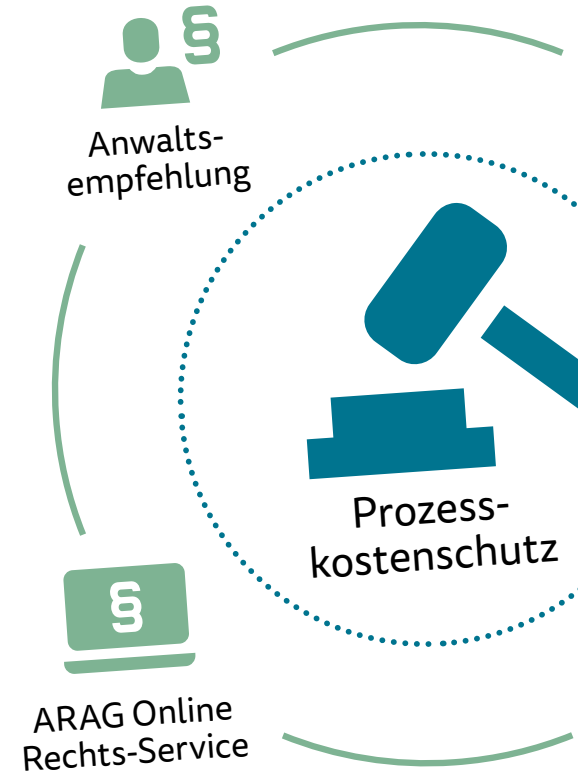 §
Anwalts-
empfehlung
Prozess-
kostenschutz
§
ARAG Online
Rechts-Service